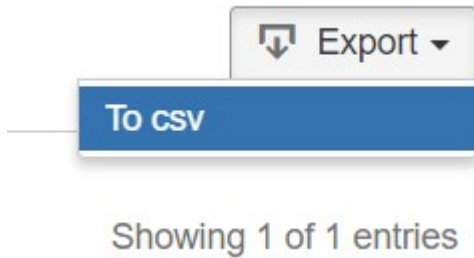 Export
To csv
Showing 1 of 1 entries